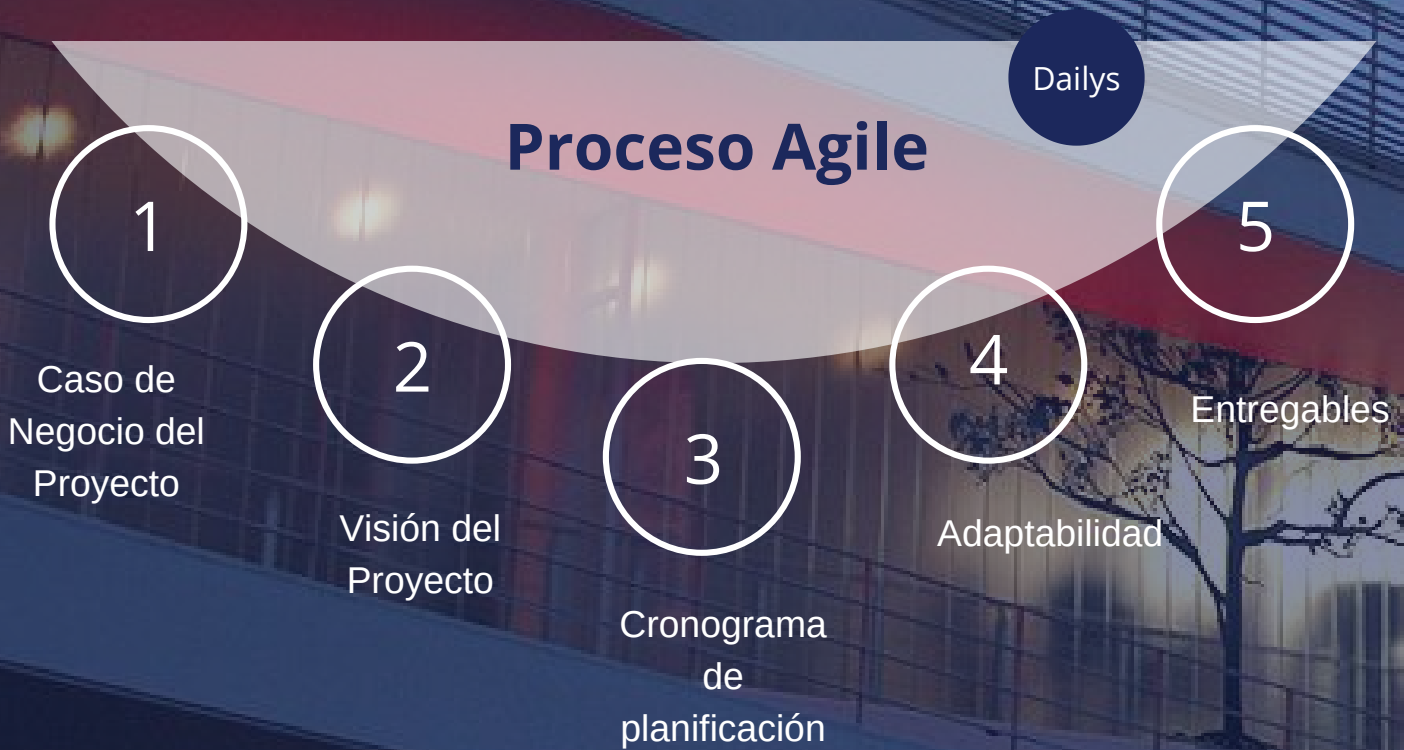 Dailys
Proceso Agile
1
Caso de
Negocio del
Proyecto
2
Visión del
Proyecto
3
Cronograma
de
planificación
4
Adaptabilidad
5
Entregables